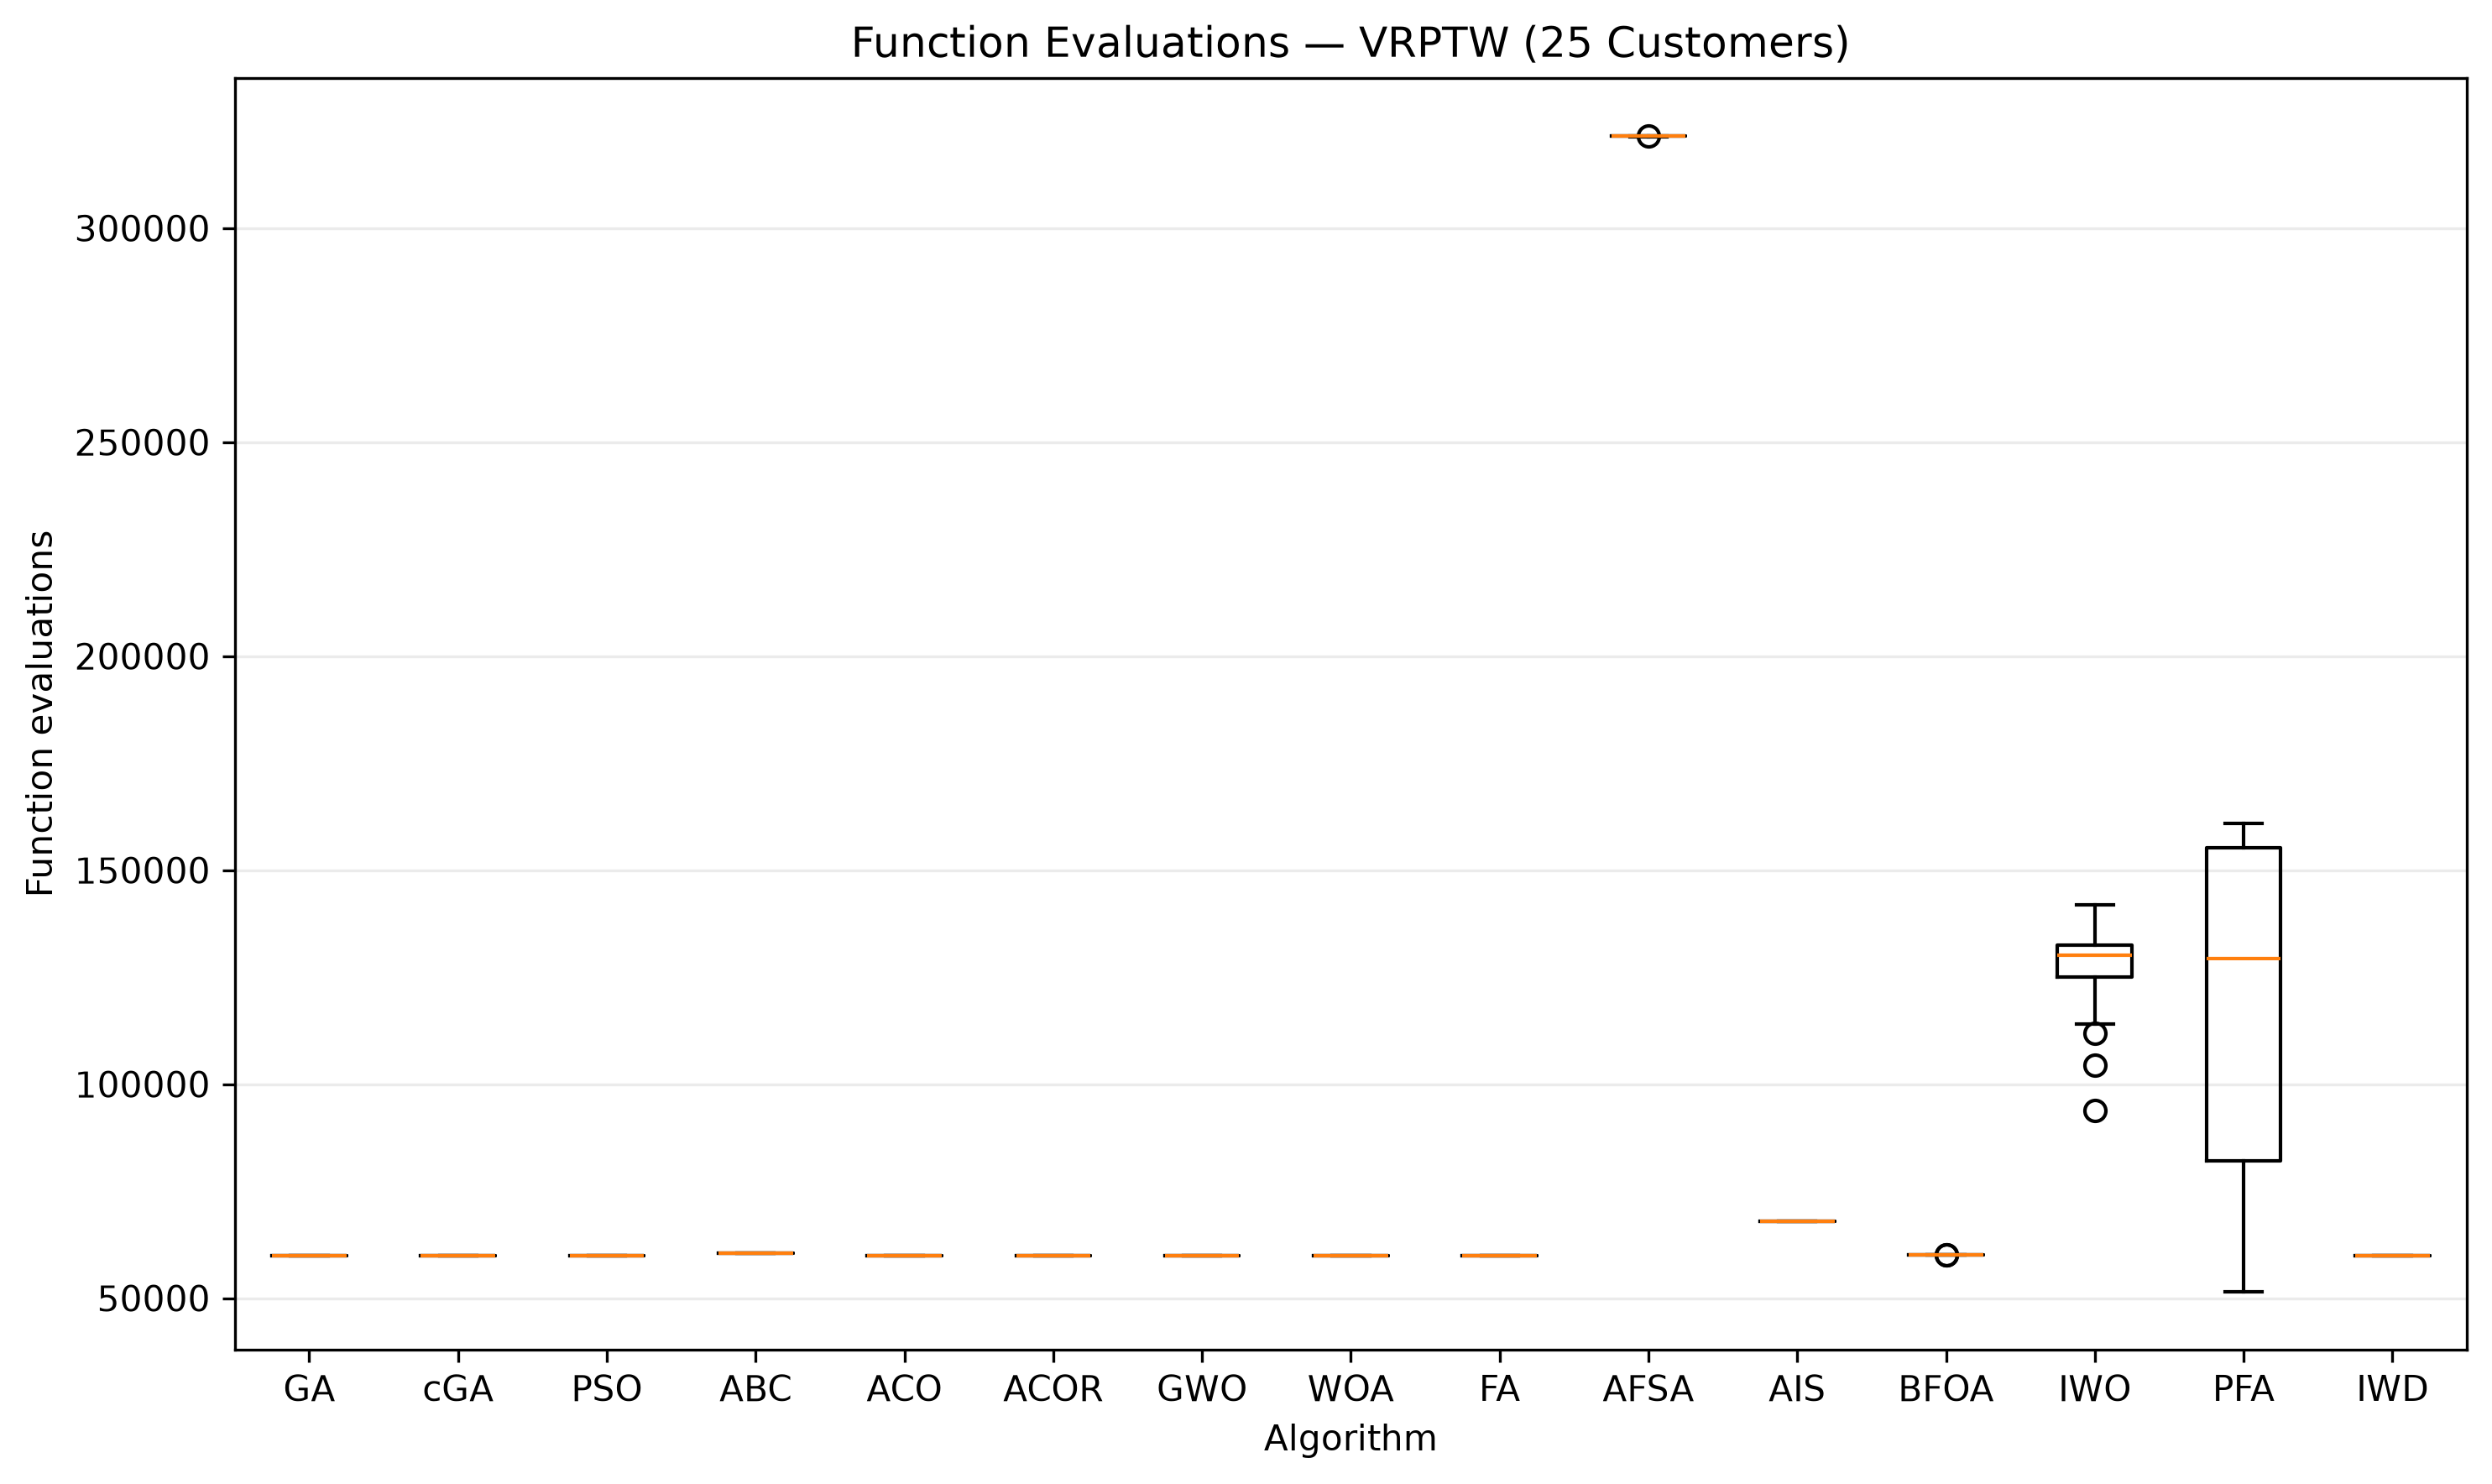 Function Evaluations — VRPTW (25 Customers)
Function evaluations
300000
250000
200000
150000
100000
50000
GA cGA PSO ABC ACO ACOR GWO WOA FA AFSA AIS BFOA IWO PFA IWD
Algorithm